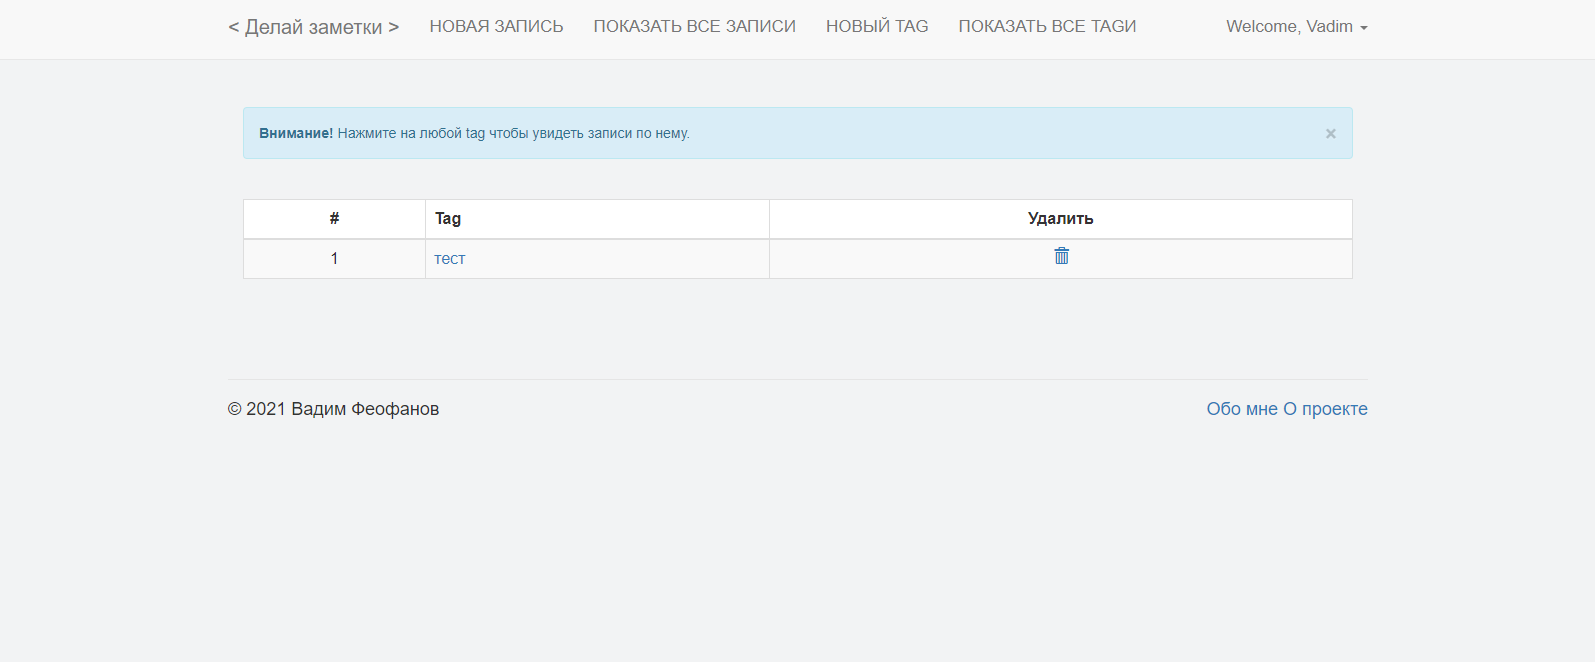 < Делай заметки > НОВАЯ ЗАПИСЬ ПОКАЗАТЬ ВСЕ ЗАПИСИ НОВЫЙ TAG ПОКАЗАТЬ ВСЕ TAGИ Welcome, Vadim
Внимание! Нажмите на любой tag чтобы увидеть записи по нему. ×
# Tag Удалить
1 тест
© 2021 Вадим Феофанов Обо мне О проекте